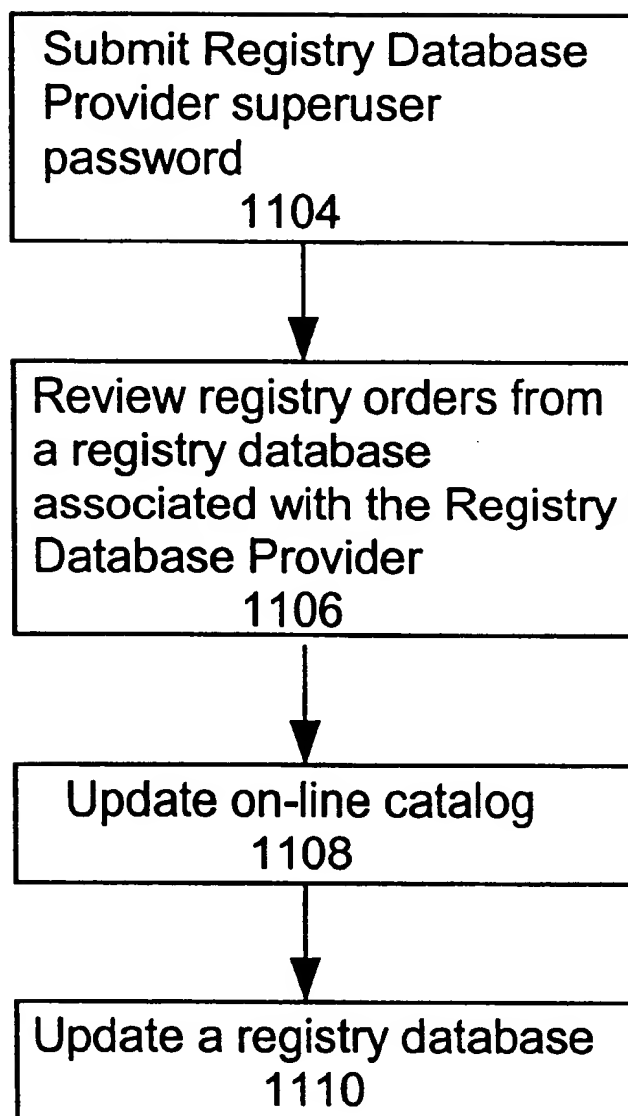 Submit Registry Database
Provider superuser
password
1104
Review registry orders from
a registry database
associated with the Registry
Database Provider
1106
Update on-line catalog
1108
Update a registry database
1110